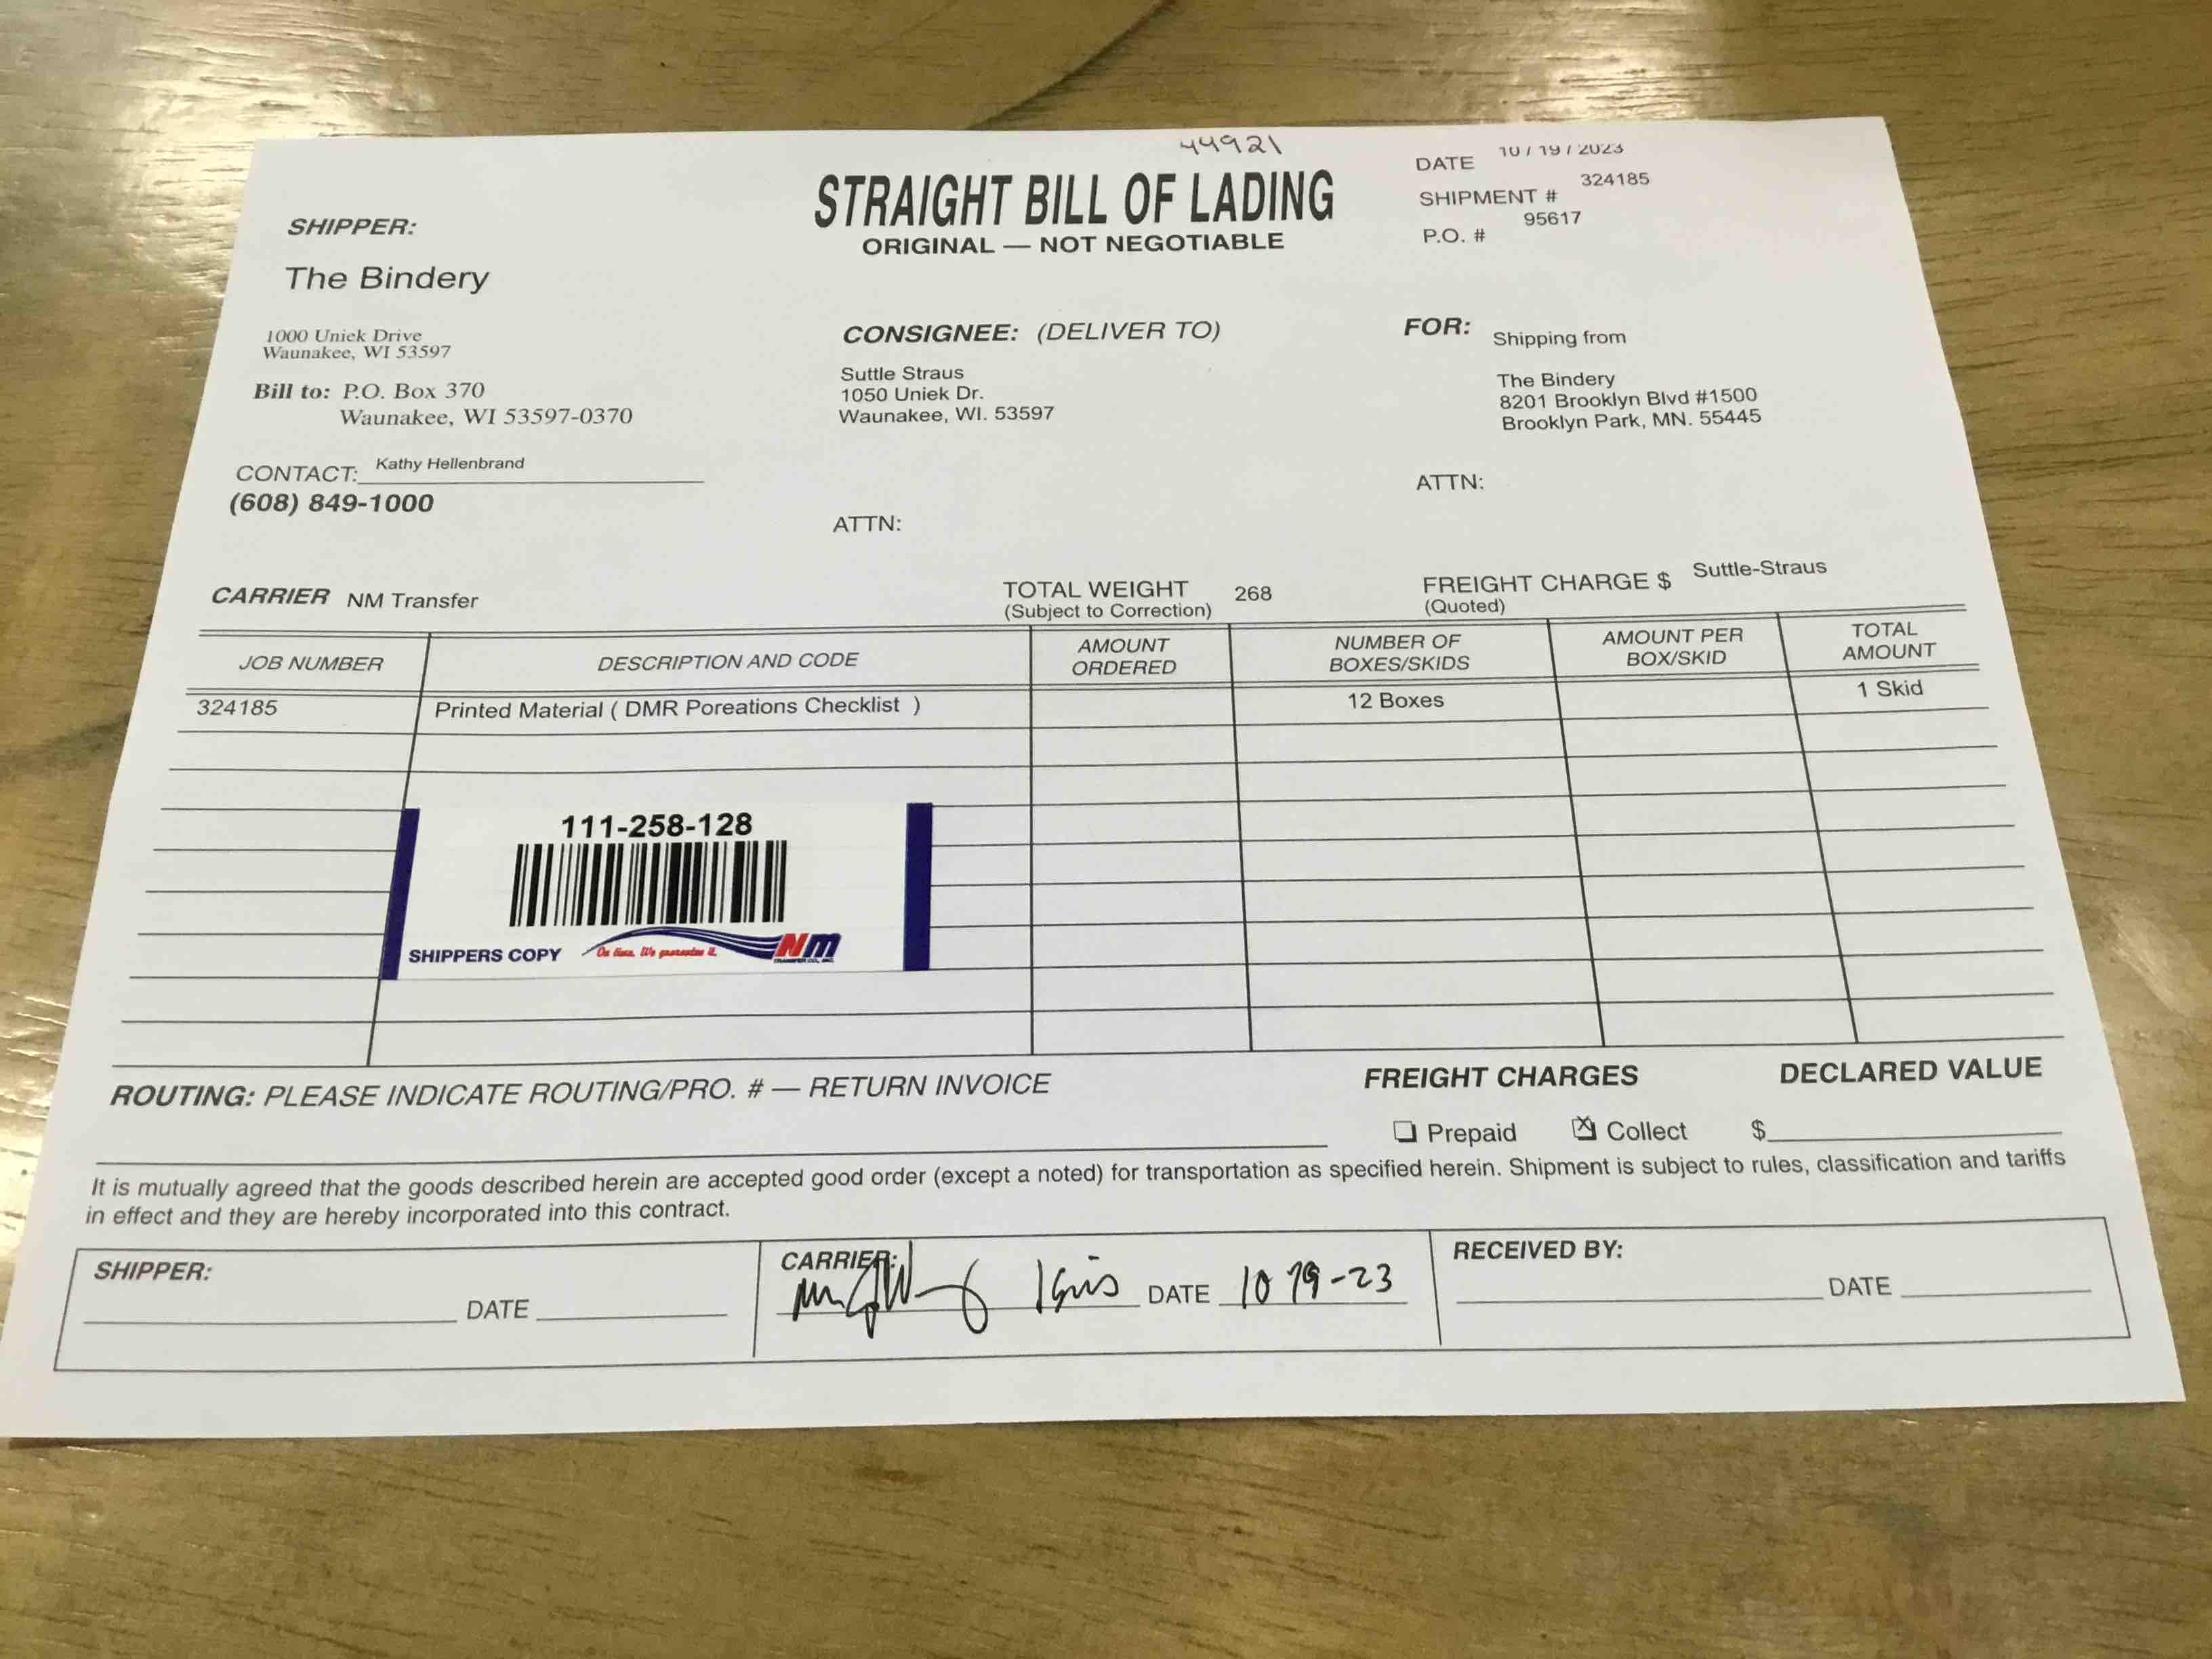 44921
STRAIGHT BILL OF LADING
ORIGINAL — NOT NEGOTIABLE
DATE 10 / 19 / 2023
SHIPMENT # 324185
P.O. # 95617
SHIPPER:
The Bindery
1000 Uniek Drive
Waunakee, WI 53597
Bill to: P.O. Box 370
Waunakee, WI 53597-0370
CONTACT: Kathy Hellenbrand
(608) 849-1000
CONSIGNEE: (DELIVER TO)
Suttle Straus
1050 Uniek Dr.
Waunakee, WI. 53597
ATTN:
FOR: Shipping from
The Bindery
8201 Brooklyn Blvd #1500
Brooklyn Park, MN. 55445
ATTN:
CARRIER NM Transfer
TOTAL WEIGHT 268
(Subject to Correction)
FREIGHT CHARGE $ Suttle-Straus
(Quoted)
JOB NUMBER DESCRIPTION AND CODE AMOUNT ORDERED NUMBER OF BOXES/SKIDS AMOUNT PER BOX/SKID TOTAL AMOUNT
324185 Printed Material ( DMR Poreations Checklist ) 12 Boxes 1 Skid
111-258-128
SHIPPERS COPY On time. We guarantee it. NM
TRANSFER CO., INC.
ROUTING: PLEASE INDICATE ROUTING/PRO. # — RETURN INVOICE
FREIGHT CHARGES
Prepaid Collect
DECLARED VALUE
$
It is mutually agreed that the goods described herein are accepted good order (except a noted) for transportation as specified herein. Shipment is subject to rules, classification and tariffs
in effect and they are hereby incorporated into this contract.
SHIPPER:
DATE
CARRIER:
DATE 10 19-23
RECEIVED BY:
DATE